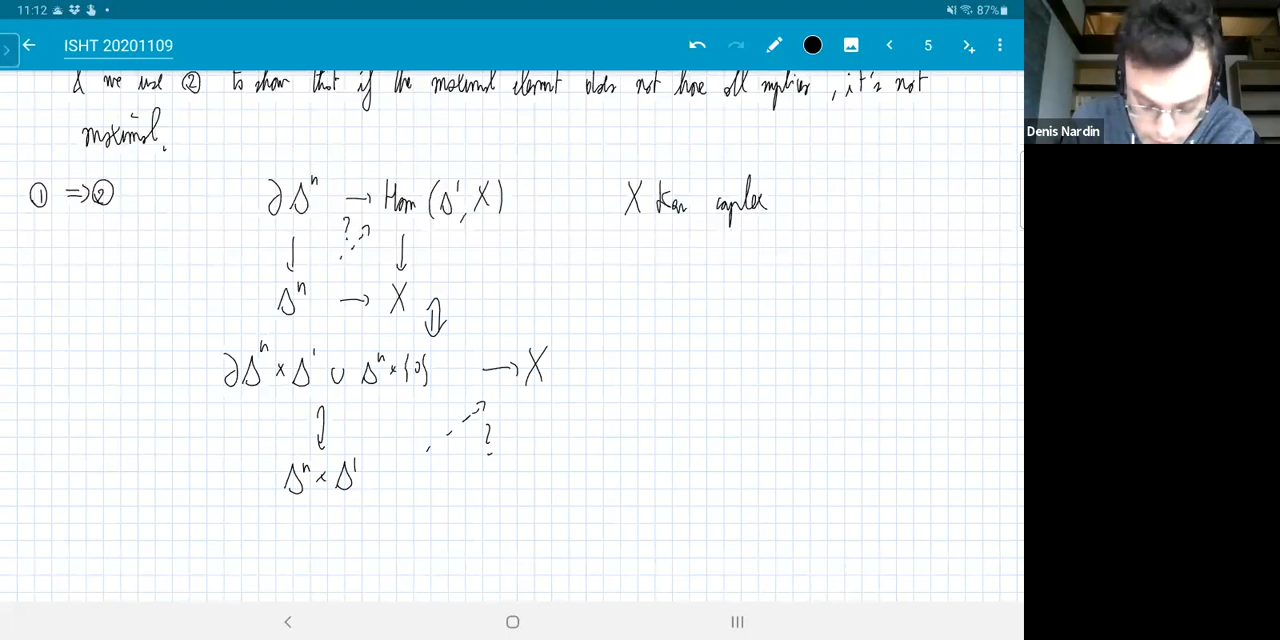 11:12
87%
ISHT 20201109
5
& we use ② to show that if the maximal element does not have all simplices, it's not
maximal.
① => ②
∂Δⁿ → Hom (Δ¹, X)
X Kan complex
?
Δⁿ → X
∂Δⁿ × Δ¹ ∪ Δⁿ × {0} → X
?
Δⁿ × Δ¹
Denis Nardin